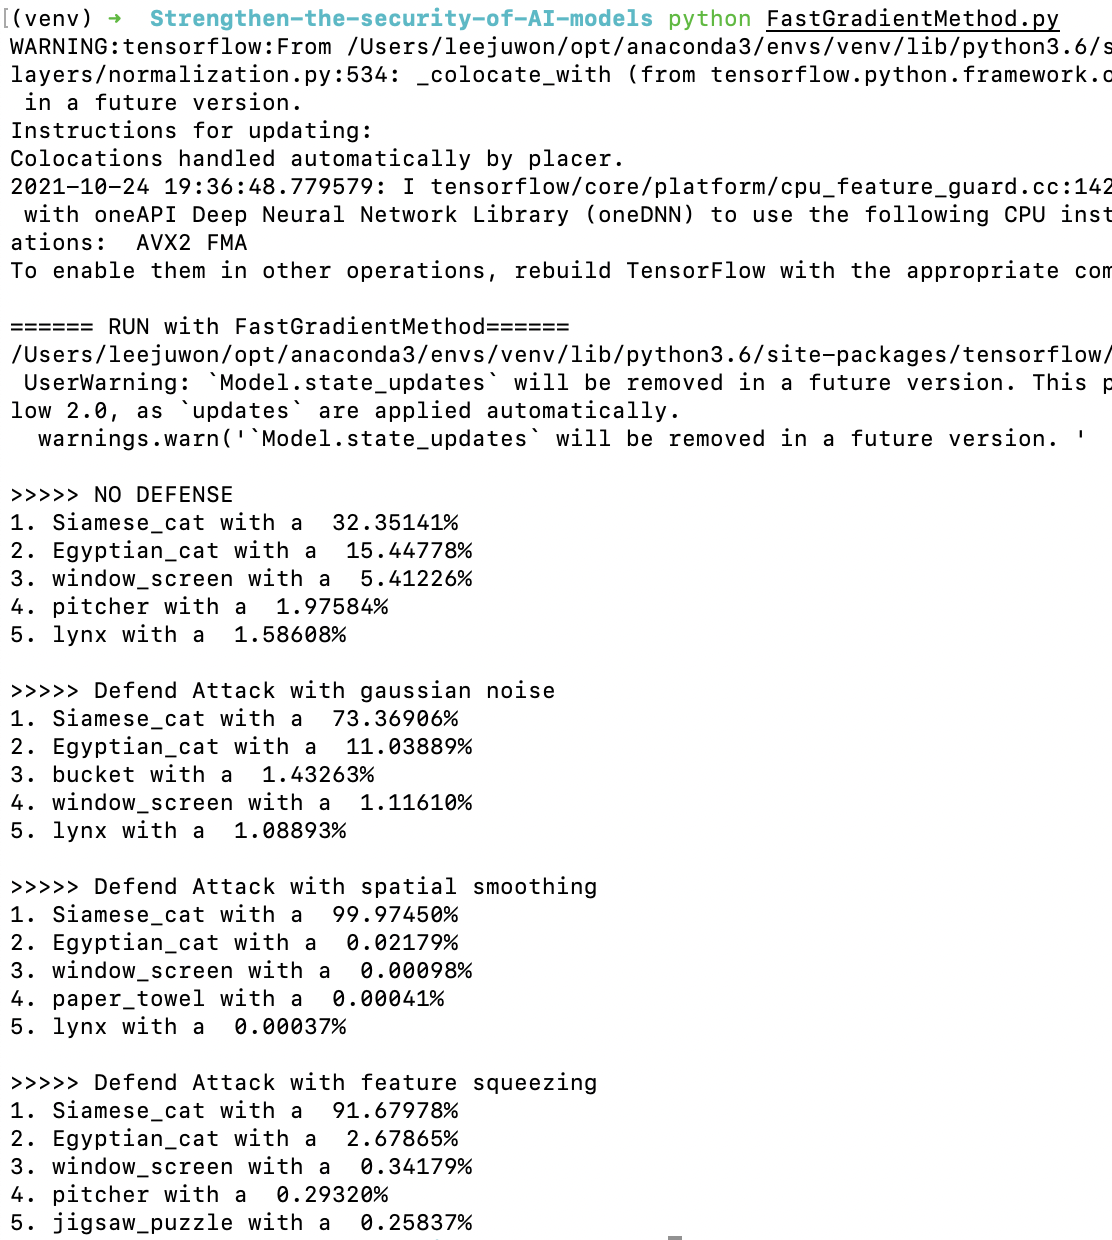 (venv) ➜  Strengthen-the-security-of-AI-models python FastGradientMethod.py
WARNING:tensorflow:From /Users/leejuwon/opt/anaconda3/envs/venv/lib/python3.6/s
layers/normalization.py:534: _colocate_with (from tensorflow.python.framework.o
 in a future version.
Instructions for updating:
Colocations handled automatically by placer.
2021-10-24 19:36:48.779579: I tensorflow/core/platform/cpu_feature_guard.cc:142
 with oneAPI Deep Neural Network Library (oneDNN) to use the following CPU inst
ations:  AVX2 FMA
To enable them in other operations, rebuild TensorFlow with the appropriate com

====== RUN with FastGradientMethod======
/Users/leejuwon/opt/anaconda3/envs/venv/lib/python3.6/site-packages/tensorflow/
 UserWarning: `Model.state_updates` will be removed in a future version. This p
low 2.0, as `updates` are applied automatically.
  warnings.warn('`Model.state_updates` will be removed in a future version. '

>>>>> NO DEFENSE
1. Siamese_cat with a  32.35141%
2. Egyptian_cat with a  15.44778%
3. window_screen with a  5.41226%
4. pitcher with a  1.97584%
5. lynx with a  1.58608%

>>>>> Defend Attack with gaussian noise
1. Siamese_cat with a  73.36906%
2. Egyptian_cat with a  11.03889%
3. bucket with a  1.43263%
4. window_screen with a  1.11610%
5. lynx with a  1.08893%

>>>>> Defend Attack with spatial smoothing
1. Siamese_cat with a  99.97450%
2. Egyptian_cat with a  0.02179%
3. window_screen with a  0.00098%
4. paper_towel with a  0.00041%
5. lynx with a  0.00037%

>>>>> Defend Attack with feature squeezing
1. Siamese_cat with a  91.67978%
2. Egyptian_cat with a  2.67865%
3. window_screen with a  0.34179%
4. pitcher with a  0.29320%
5. jigsaw_puzzle with a  0.25837%